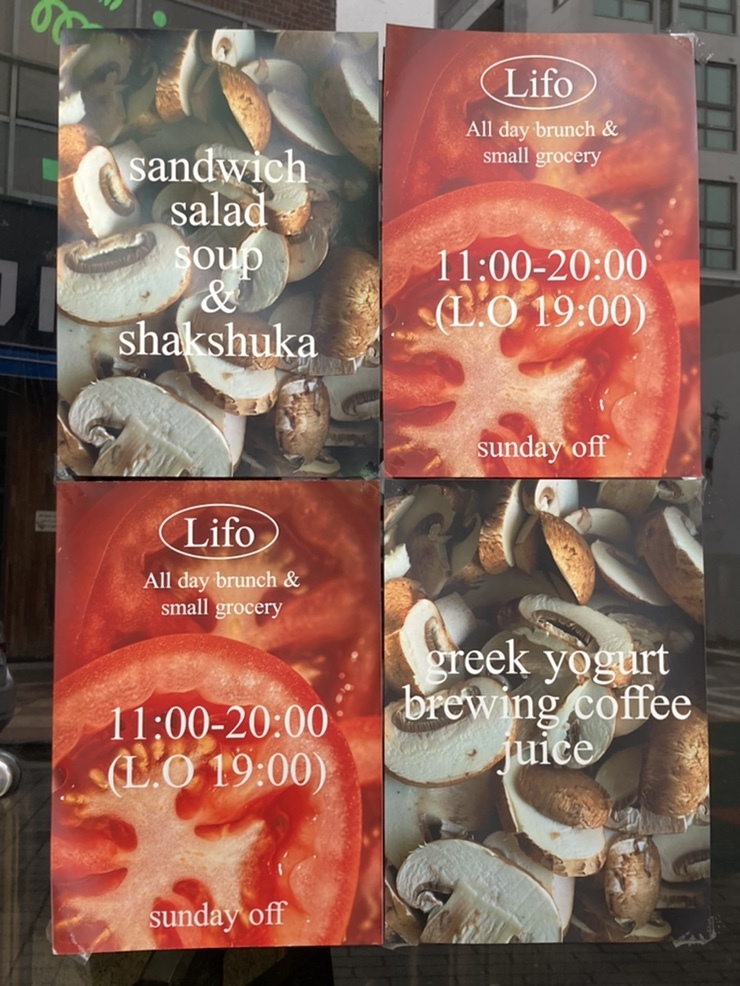 sandwich
salad
soup
&
shakshuka
Lifo
All day brunch &
small grocery
11:00-20:00
(L.O 19:00)
sunday off
Lifo
All day brunch &
small grocery
11:00-20:00
(L.O 19:00)
sunday off
greek yogurt
brewing coffee
juice